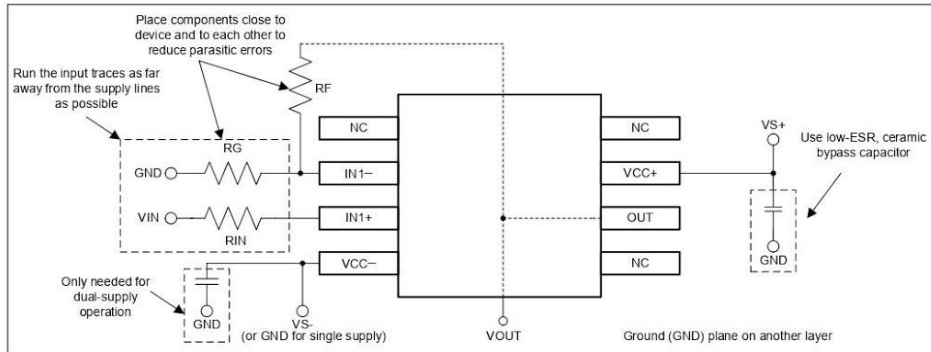 Place components close to
device and to each other to
reduce parasitic errors
Run the input traces as far
away from the supply lines
as possible
RF
NC
NC
VS+
Use low-ESR, ceramic
bypass capacitor
RG
GND
IN1−
VCC+
VIN
IN1+
OUT
RIN
VCC−
NC
GND
Only needed for
dual-supply
operation
GND
VS-
(or GND for single supply)
VOUT
Ground (GND) plane on another layer